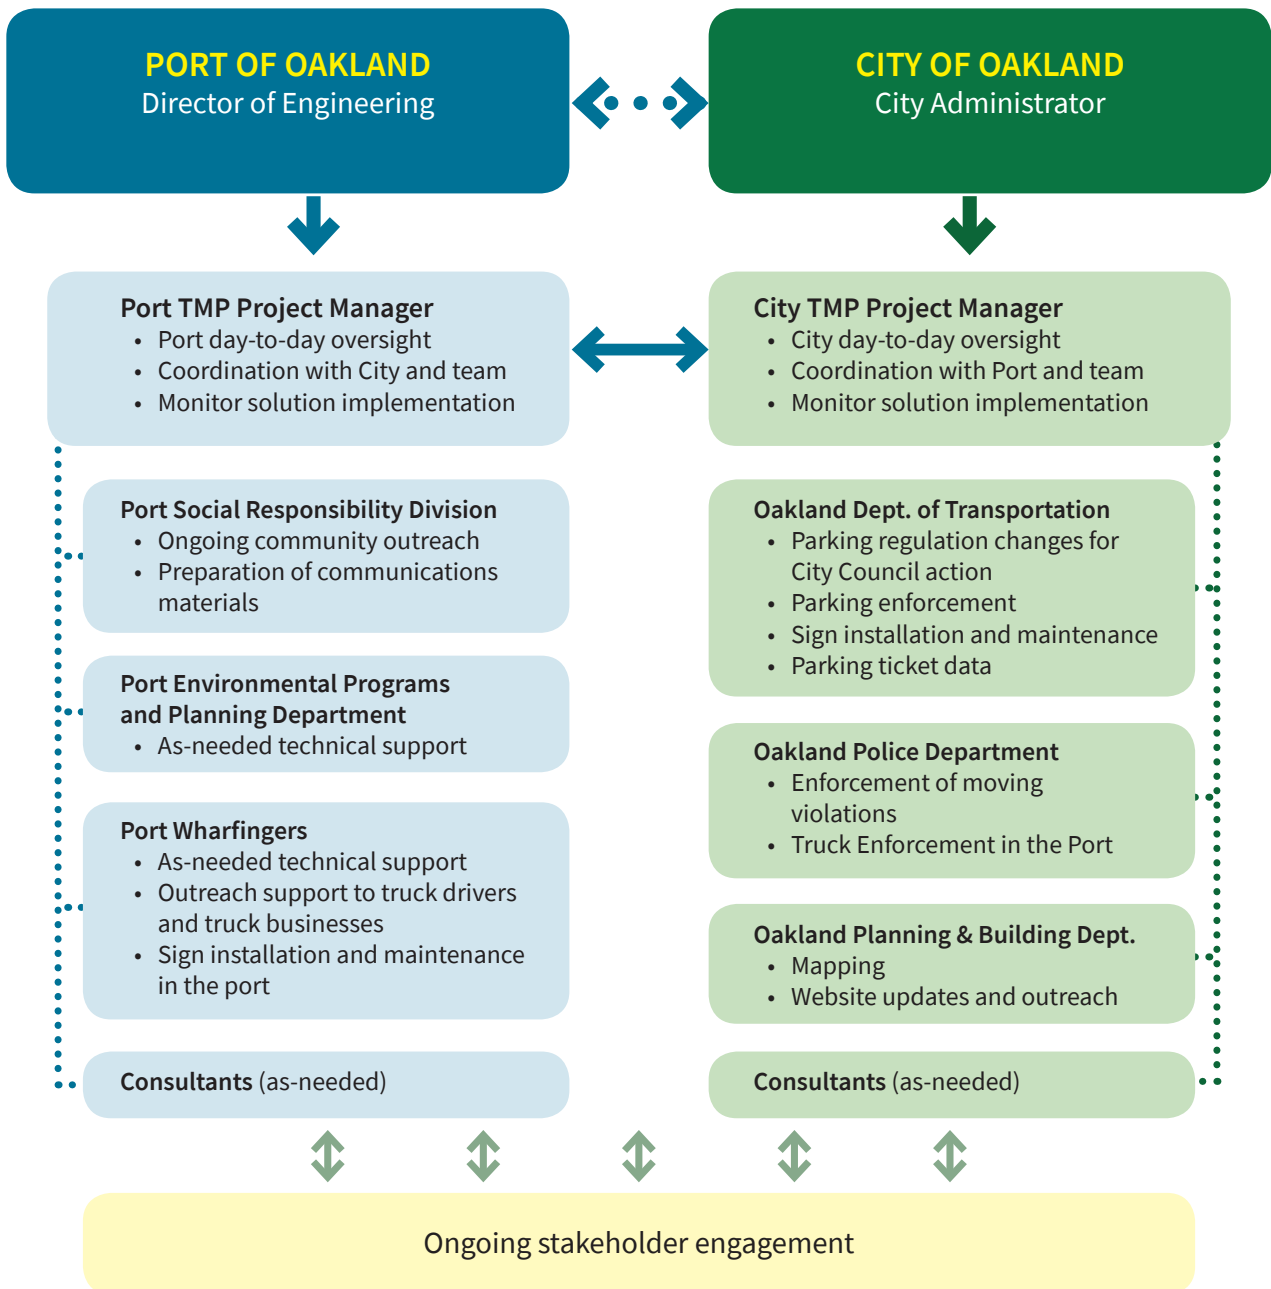 PORT OF OAKLAND
Director of Engineering
CITY OF OAKLAND
City Administrator
Port TMP Project Manager
• Port day-to-day oversight
• Coordination with City and team
• Monitor solution implementation
City TMP Project Manager
• City day-to-day oversight
• Coordination with Port and team
• Monitor solution implementation
Port Social Responsibility Division
• Ongoing community outreach
• Preparation of communications
materials
Port Environmental Programs
and Planning Department
• As-needed technical support
Port Wharfingers
• As-needed technical support
• Outreach support to truck drivers
and truck businesses
• Sign installation and maintenance
in the port
Consultants (as-needed)
Oakland Dept. of Transportation
• Parking regulation changes for
City Council action
• Parking enforcement
• Sign installation and maintenance
• Parking ticket data
Oakland Police Department
• Enforcement of moving
violations
• Truck Enforcement in the Port
Oakland Planning & Building Dept.
• Mapping
• Website updates and outreach
Consultants (as-needed)
Ongoing stakeholder engagement